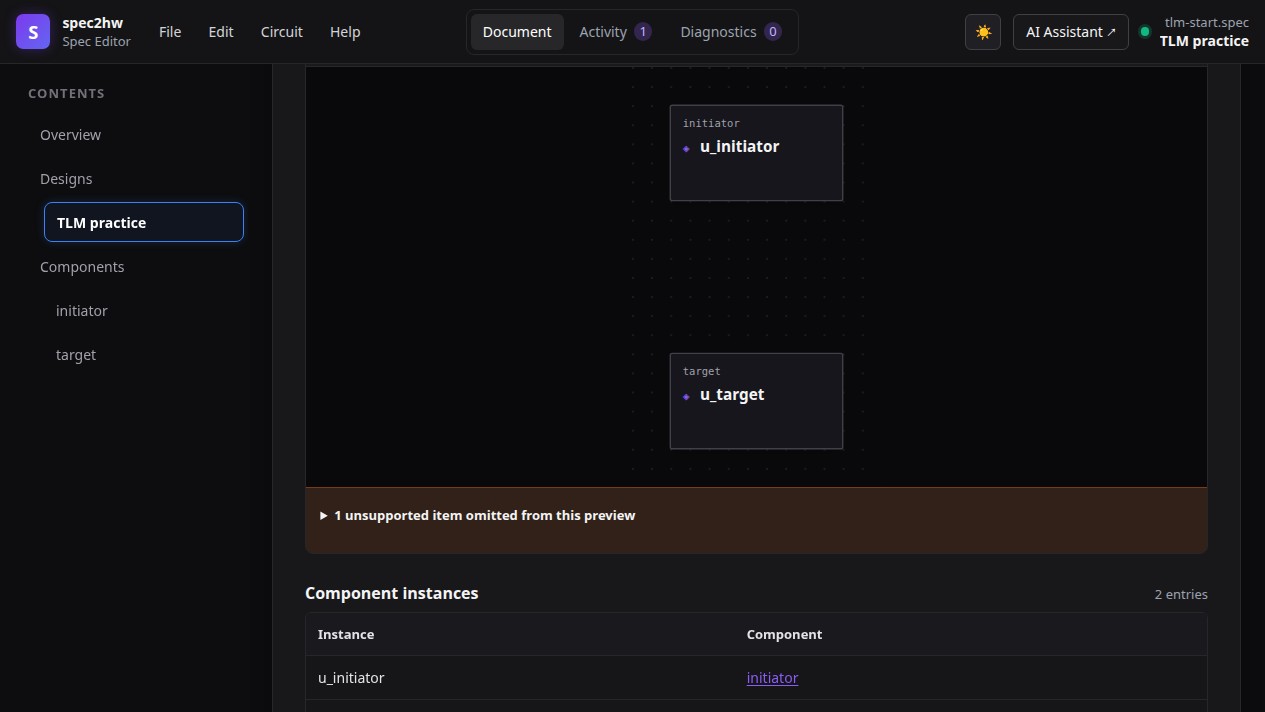 S
spec2hw
Spec Editor
File Edit Circuit Help
Document Activity 1 Diagnostics 0
AI Assistant ↗
tlm-start.spec
TLM practice
CONTENTS
Overview
Designs
TLM practice
Components
initiator
target
initiator
u_initiator
target
u_target
1 unsupported item omitted from this preview
Component instances 2 entries
Instance Component
u_initiator initiator